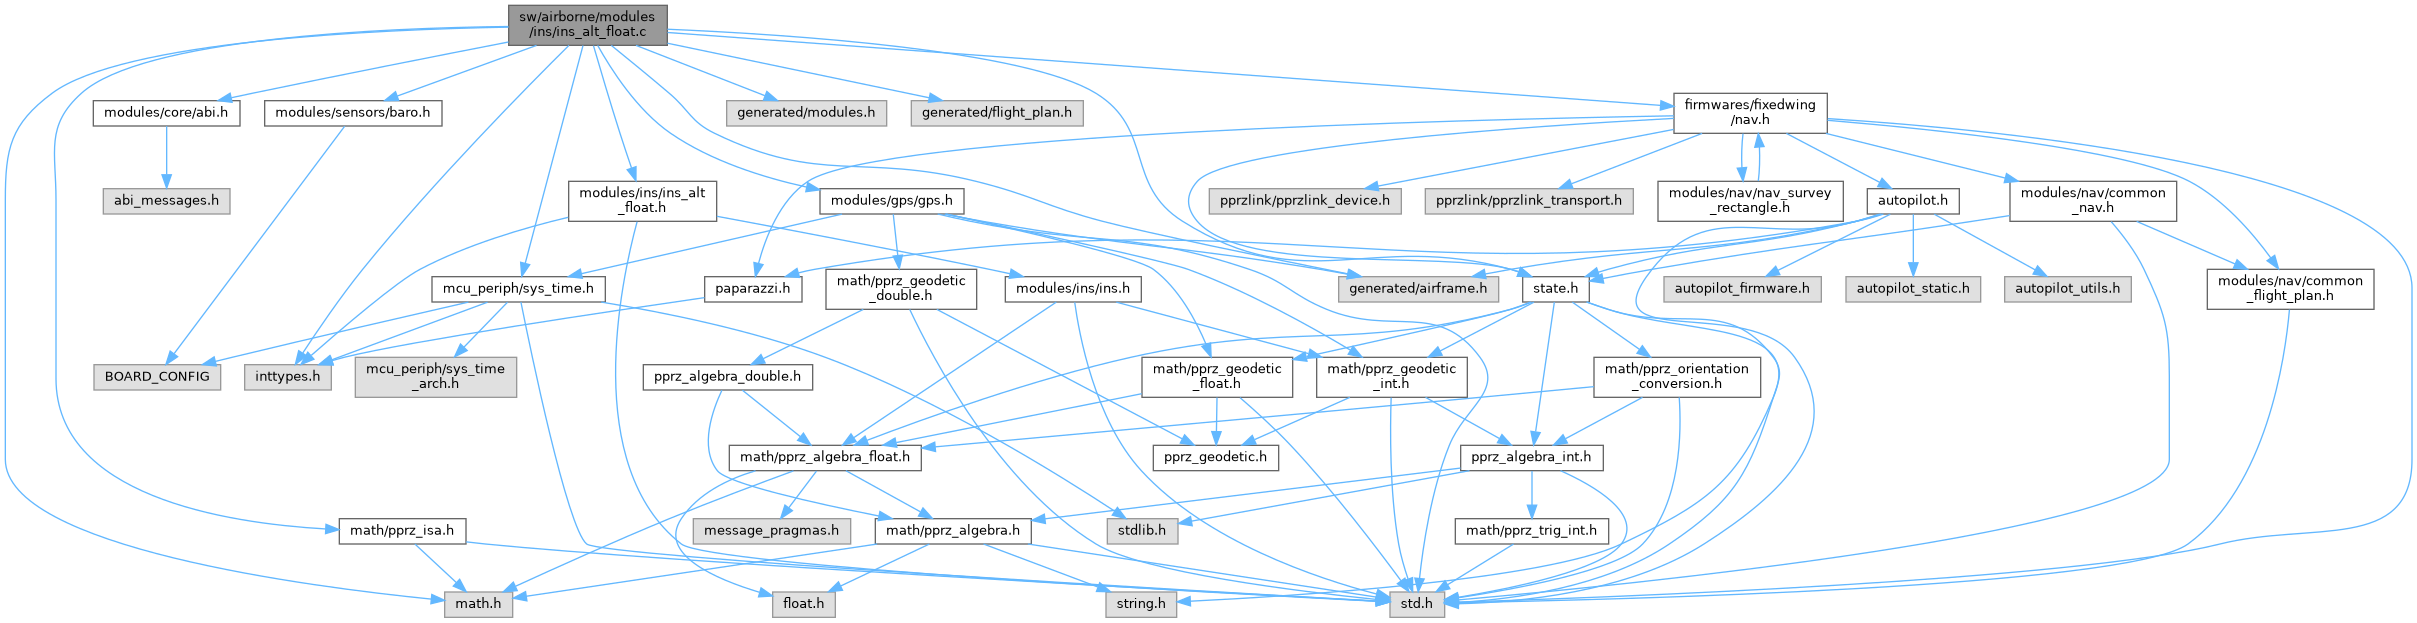 sw/airborne/modules
/ins/ins_alt_float.c
modules/core/abi.h
modules/sensors/baro.h
generated/modules.h
generated/flight_plan.h
firmwares/fixedwing
/nav.h
abi_messages.h
modules/ins/ins_alt
_float.h
modules/gps/gps.h
pprzlink/pprzlink_device.h
pprzlink/pprzlink_transport.h
modules/nav/nav_survey
_rectangle.h
autopilot.h
modules/nav/common
_nav.h
mcu_periph/sys_time.h
paparazzi.h
math/pprz_geodetic
_double.h
modules/ins/ins.h
generated/airframe.h
state.h
autopilot_firmware.h
autopilot_static.h
autopilot_utils.h
modules/nav/common
_flight_plan.h
BOARD_CONFIG
inttypes.h
mcu_periph/sys_time
_arch.h
pprz_algebra_double.h
math/pprz_geodetic
_float.h
math/pprz_geodetic
_int.h
math/pprz_orientation
_conversion.h
math/pprz_algebra_float.h
pprz_geodetic.h
pprz_algebra_int.h
math/pprz_isa.h
message_pragmas.h
math/pprz_algebra.h
stdlib.h
math/pprz_trig_int.h
math.h
float.h
string.h
std.h